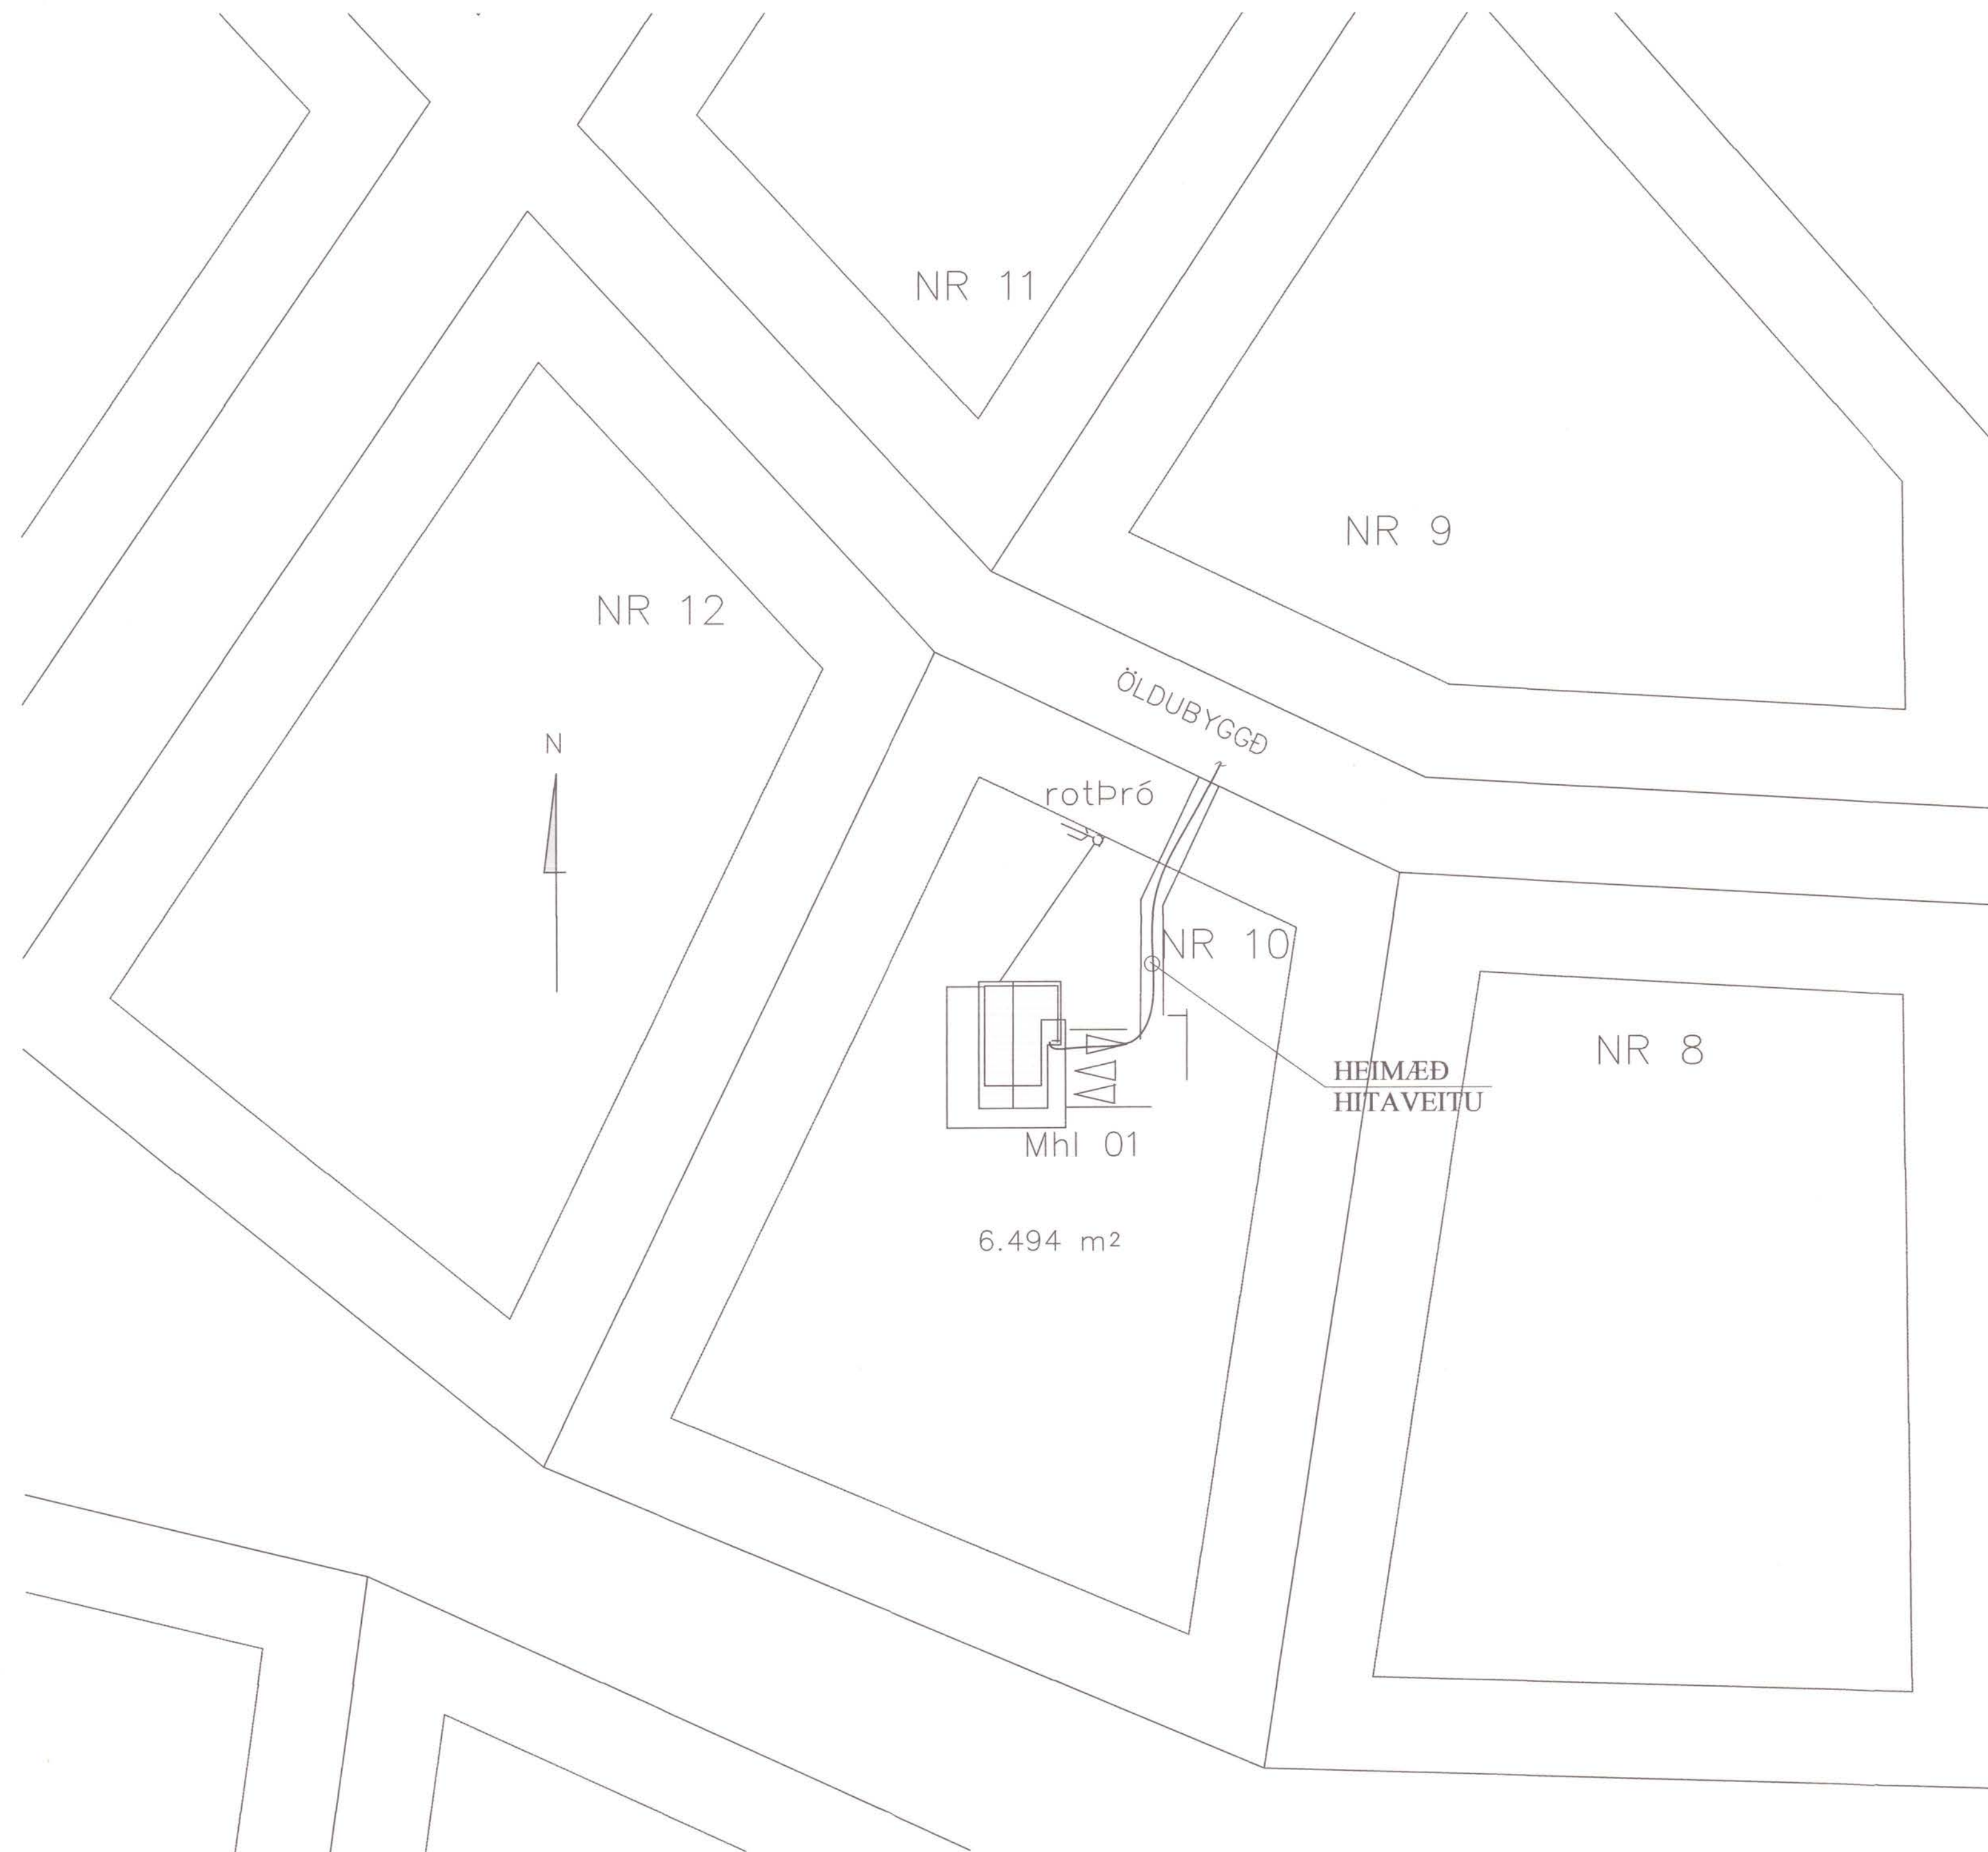 NR 11
NR 9
NR 12
ÖLDUBYGGÐ
N
rotÞró
NR 10
NR 8
HEIMÆÐ
HITAVEITU
Mhl 01
6.494 m²